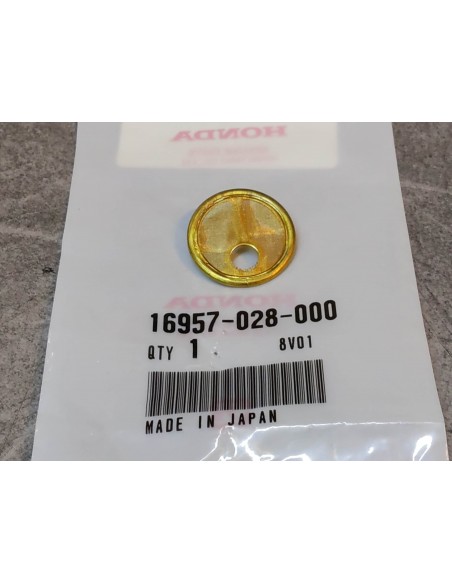 HONDA
HONDA
16957-028-000
QTY 1 8V01
MADE IN JAPAN